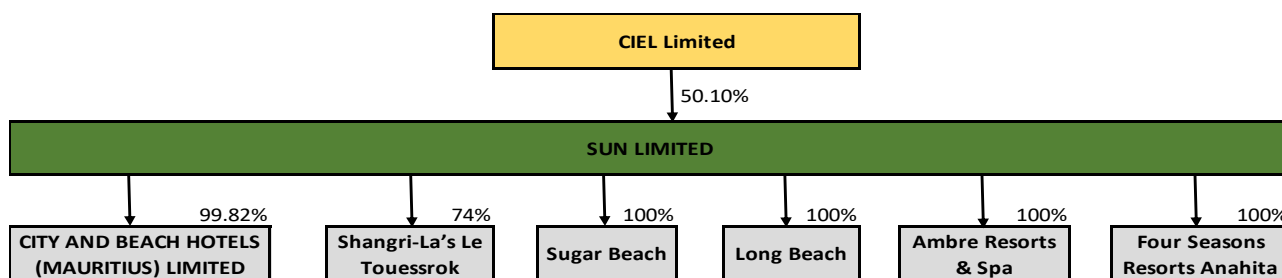 CIEL Limited
50.10%
SUN LIMITED
99.82%
74%
100%
100%
100%
100%
CITY AND BEACH HOTELS
(MAURITIUS) LIMITED
Shangri-La's Le
Touessrok
Sugar Beach
Long Beach
Ambre Resorts
& Spa
Four Seasons
Resorts Anahita